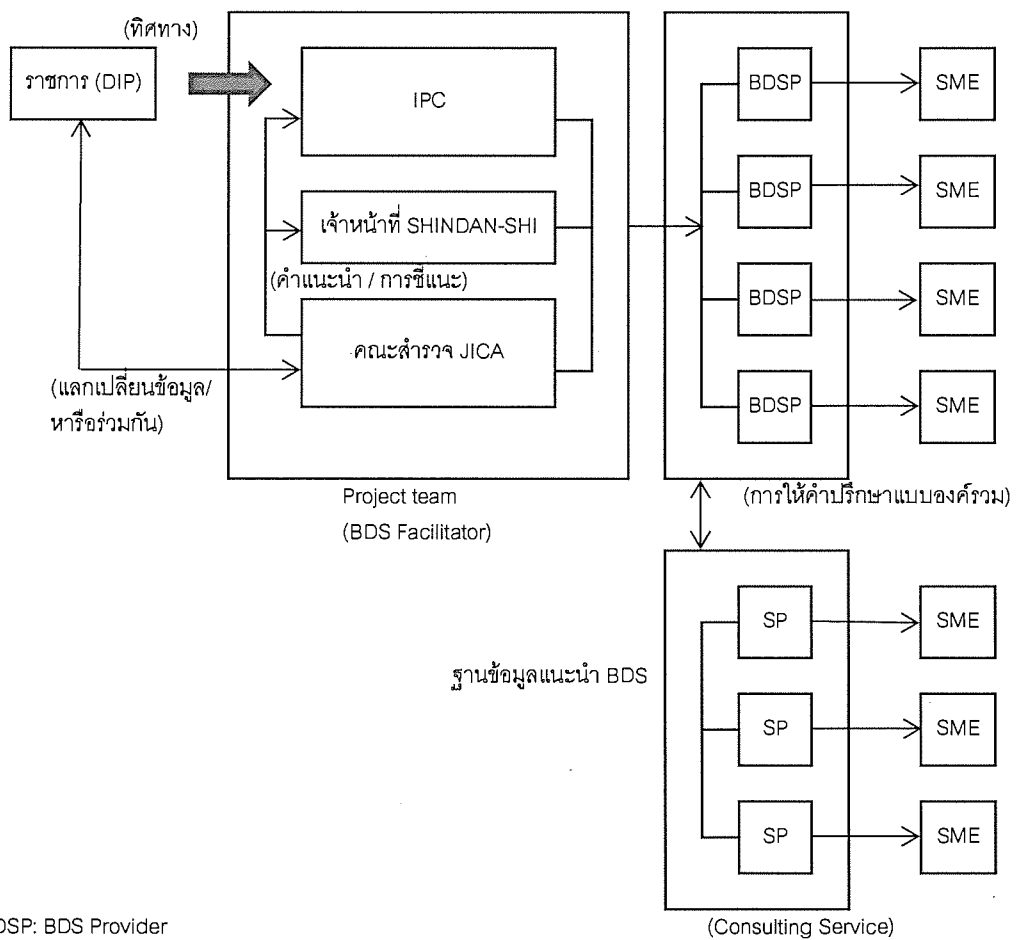 (ทิศทาง)
ราชการ (DIP)
IPC
เจ้าหน้าที่ SHINDAN-SHI
(คำแนะนำ / การชี้แนะ)
คณะสำรวจ JICA
(แลกเปลี่ยนข้อมูล/
หารือร่วมกัน)
Project team
(BDS Facilitator)
BDSP
SME
BDSP
SME
BDSP
SME
BDSP
SME
(การให้คำปรึกษาแบบองค์รวม)
ฐานข้อมูลแนะนำ BDS
SP
SME
SP
SME
SP
SME
(Consulting Service)
DSP: BDS Provider